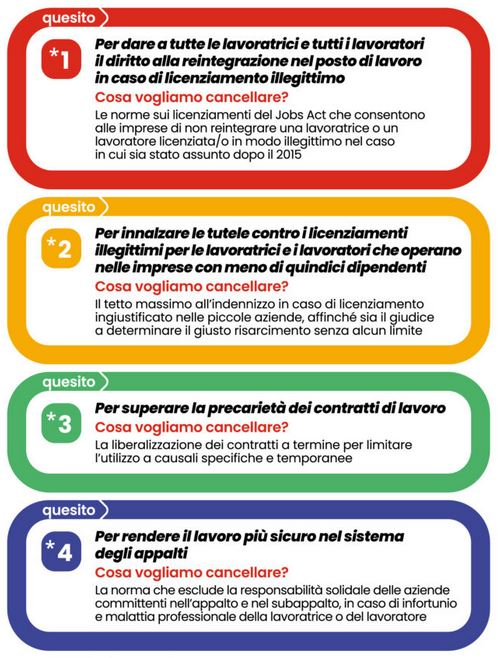 quesito
*1
Per dare a tutte le lavoratrici e tutti i lavoratori
il diritto alla reintegrazione nel posto di lavoro
in caso di licenziamento illegittimo
Cosa vogliamo cancellare?
Le norme sui licenziamenti del Jobs Act che consentono
alle imprese di non reintegrare una lavoratrice o un
lavoratore licenziata/o in modo illegittimo nel caso
in cui sia stato assunto dopo il 2015
quesito
*2
Per innalzare le tutele contro i licenziamenti
illegittimi per le lavoratrici e i lavoratori che operano
nelle imprese con meno di quindici dipendenti
Cosa vogliamo cancellare?
Il tetto massimo all'indennizzo in caso di licenziamento
ingiustificato nelle piccole aziende, affinché sia il giudice
a determinare il giusto risarcimento senza alcun limite
quesito
*3
Per superare la precarietà dei contratti di lavoro
Cosa vogliamo cancellare?
La liberalizzazione dei contratti a termine per limitare
l'utilizzo a causali specifiche e temporanee
quesito
*4
Per rendere il lavoro più sicuro nel sistema
degli appalti
Cosa vogliamo cancellare?
La norma che esclude la responsabilità solidale delle aziende
committenti nell'appalto e nel subappalto, in caso di infortunio
e malattia professionale della lavoratrice o del lavoratore